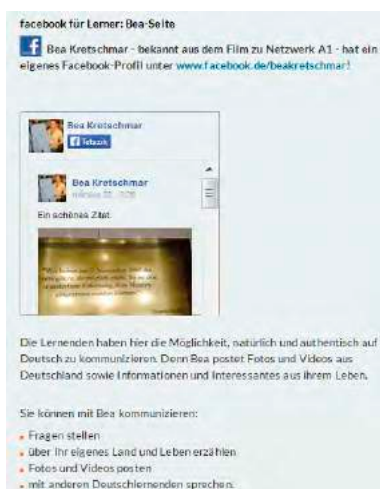 facebook für Lerner: Bea-Seite
Bea Kretschmar - bekannt aus dem Film zu Netzwerk A1 - hat ein
eigenes Facebook-Profil unter www.facebook.de/beakretschmar!
Bea Kretschmar
Tetszik
Bea Kretschmar
Ein schönes Zitat.
Die Lernenden haben hier die Möglichkeit, natürlich und authentisch auf
Deutsch zu kommunizieren. Denn Bea postet Fotos und Videos aus
Deutschland sowie Informationen und Interessantes aus ihrem Leben.
Sie können mit Bea kommunizieren:
Fragen stellen
über Ihr eigenes Land und Leben erzählen
Fotos und Videos posten
mit anderen Deutschlernenden sprechen.